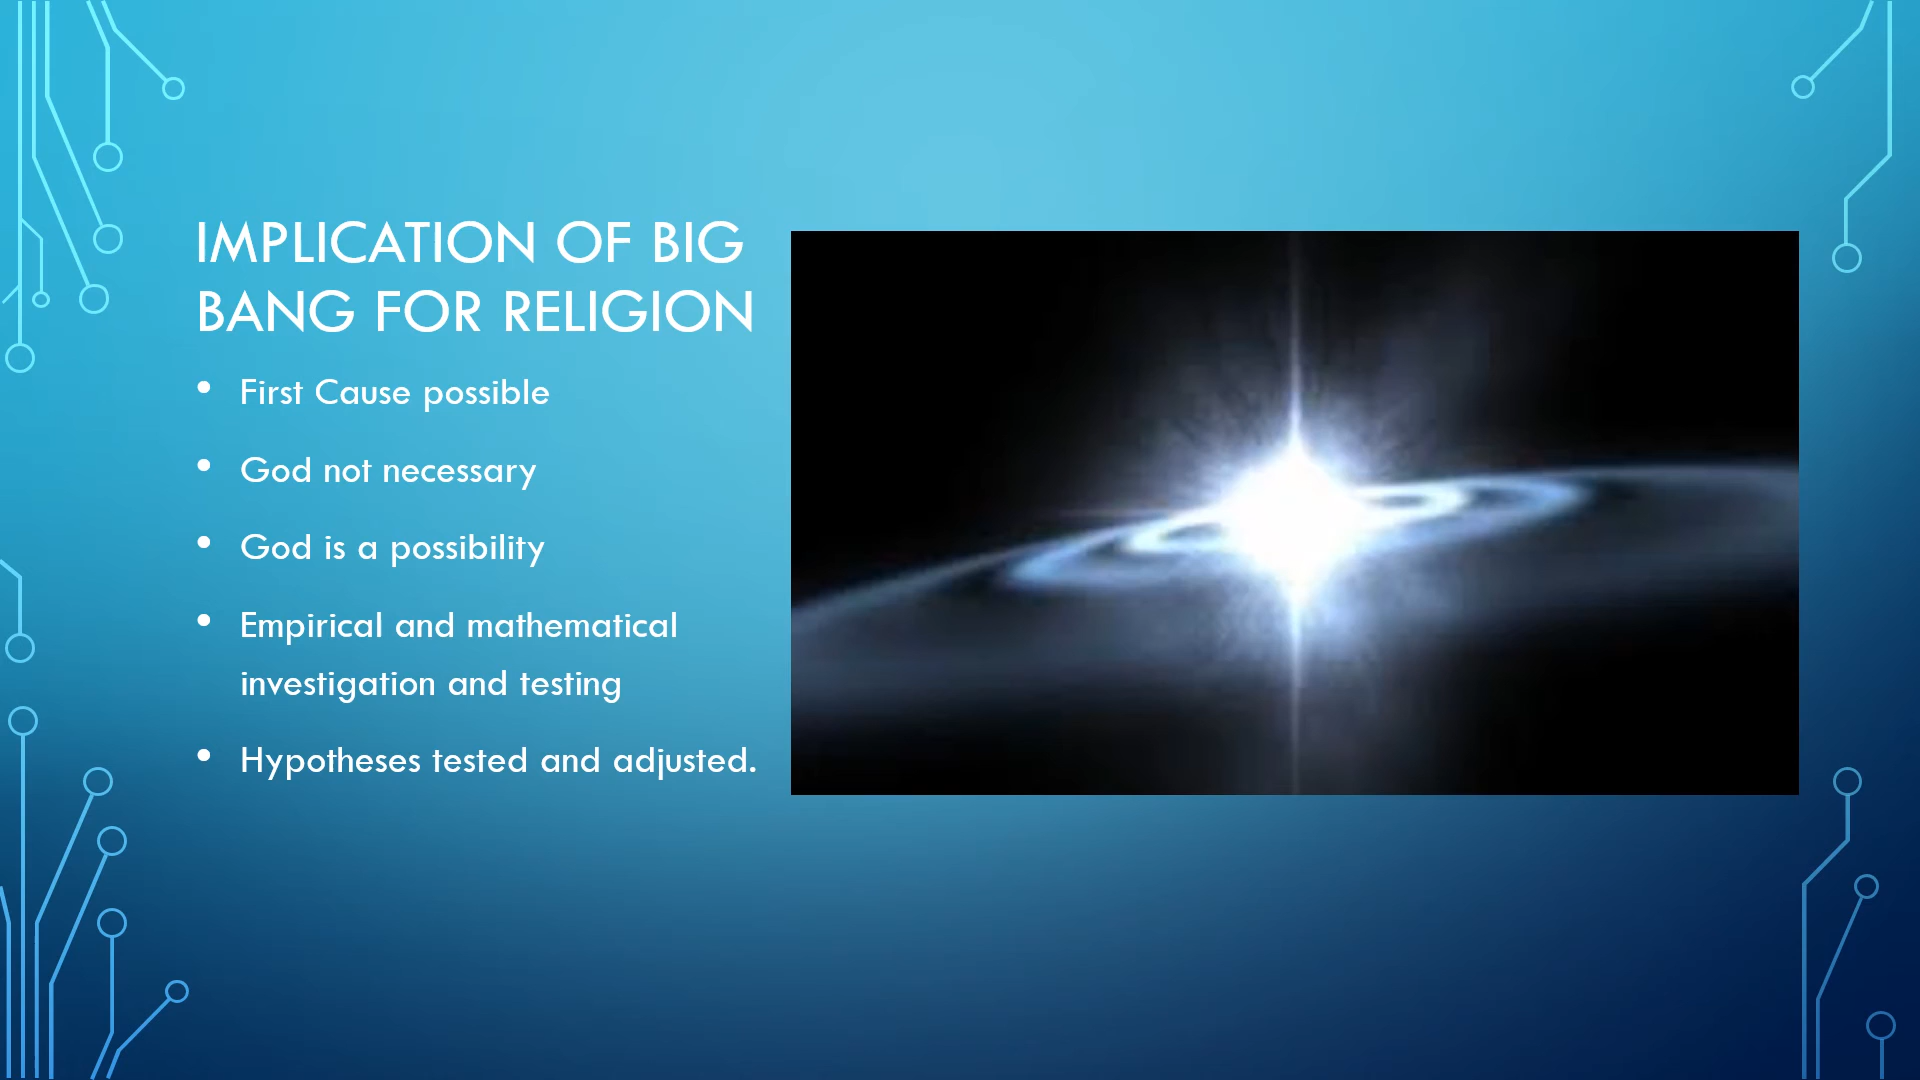 IMPLICATION OF BIG
BANG FOR RELIGION
• First Cause possible
• God not necessary
• God is a possibility
• Empirical and mathematical
investigation and testing
• Hypotheses tested and adjusted.